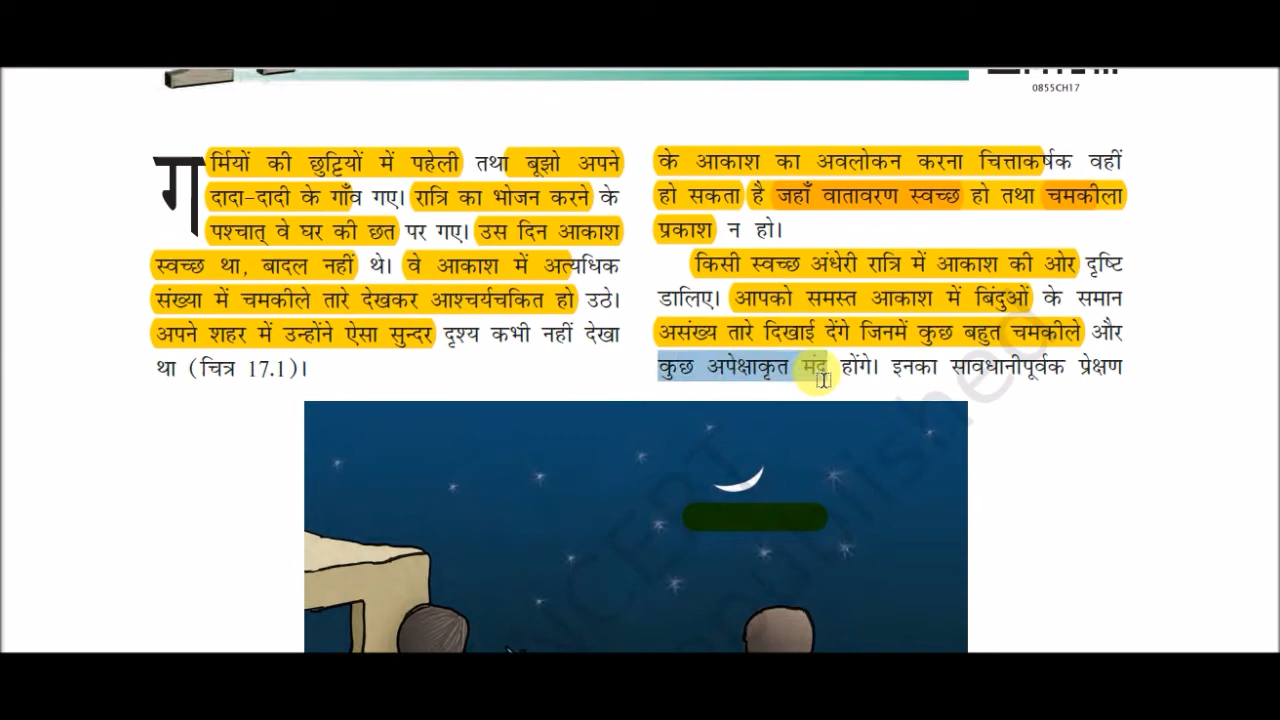 0855CH17
गर्मियों की छुट्टियों में पहेली तथा बूझो अपने
दादा-दादी के गाँव गए। रात्रि का भोजन करने के
पश्चात् वे घर की छत पर गए। उस दिन आकाश
स्वच्छ था, बादल नहीं थे। वे आकाश में अत्यधिक
संख्या में चमकीले तारे देखकर आश्चर्यचकित हो उठे।
अपने शहर में उन्होंने ऐसा सुन्दर दृश्य कभी नहीं देखा
था (चित्र 17.1)।
के आकाश का अवलोकन करना चित्ताकर्षक वहीं
हो सकता है जहाँ वातावरण स्वच्छ हो तथा चमकीला
प्रकाश न हो।
किसी स्वच्छ अंधेरी रात्रि में आकाश की ओर दृष्टि
डालिए। आपको समस्त आकाश में बिंदुओं के समान
असंख्य तारे दिखाई देंगे जिनमें कुछ बहुत चमकीले और
कुछ अपेक्षाकृत मंद होंगे। इनका सावधानीपूर्वक प्रेक्षण
NCERT
republished